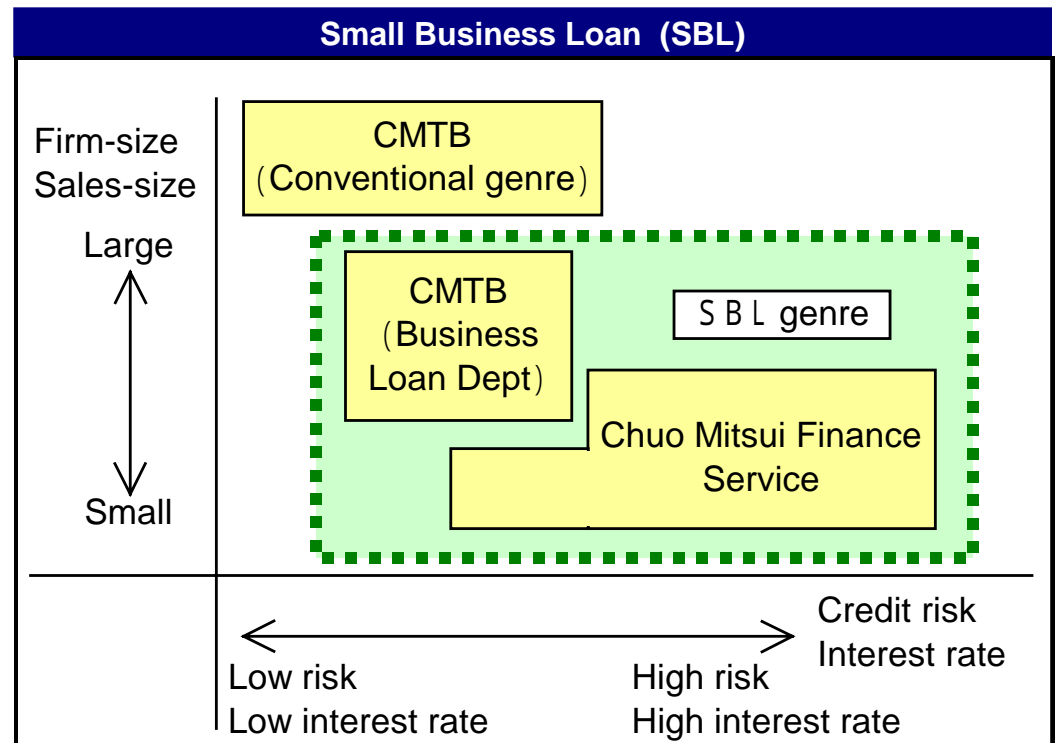 Small Business Loan (SBL)
Firm-size
Sales-size
Large
Small
CMTB
(Conventional genre)
CMTB
(Business
Loan Dept)
ＳＢＬ genre
Chuo Mitsui Finance
Service
Credit risk
Interest rate
Low risk
Low interest rate
High risk
High interest rate